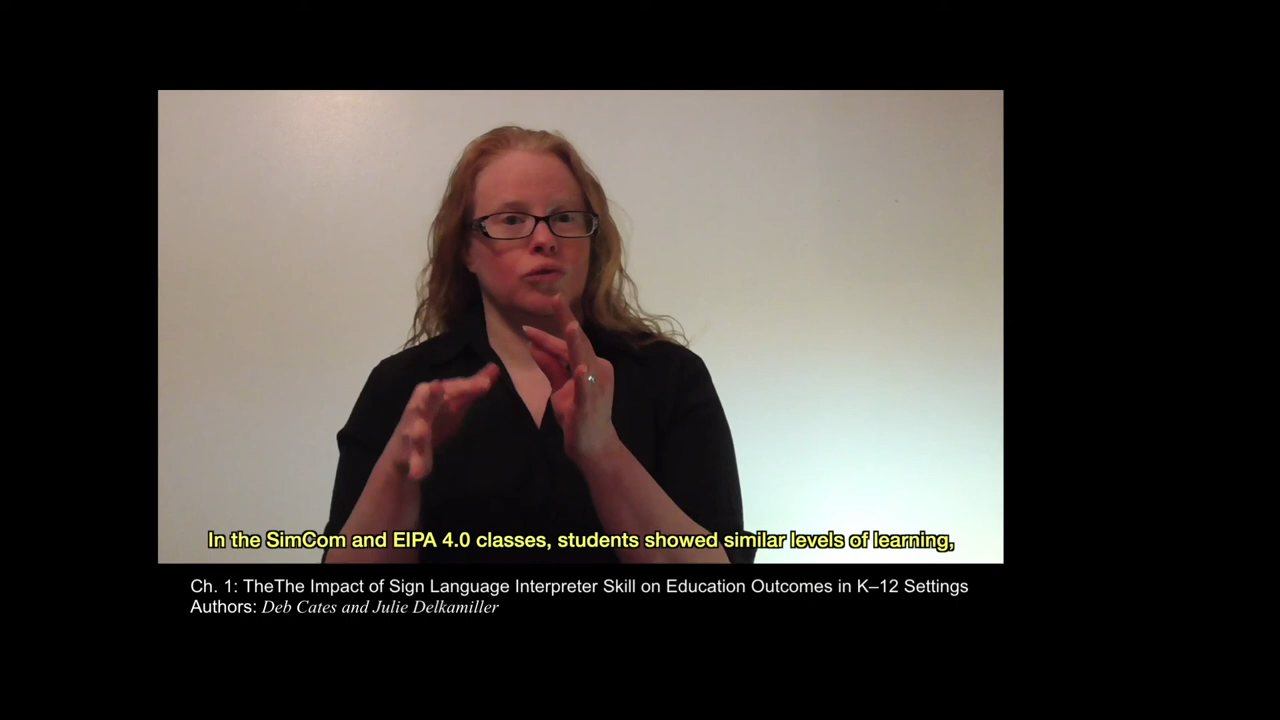 In the SimCom and EIPA 4.0 classes, students showed similar levels of learning,
Ch. 1: TheThe Impact of Sign Language Interpreter Skill on Education Outcomes in K–12 Settings
Authors: Deb Cates and Julie Delkamiller